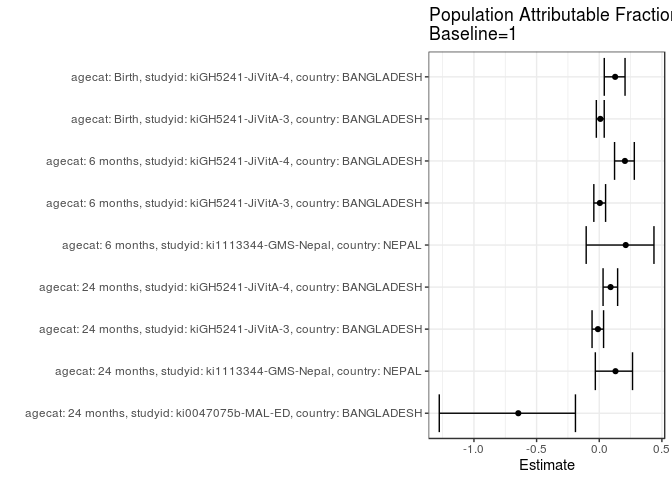 Population Attributable Fractio
Baseline=1
agecat: Birth, studyid: kiGH5241-JiVitA-4, country: BANGLADESH
agecat: Birth, studyid: kiGH5241-JiVitA-3, country: BANGLADESH
agecat: 6 months, studyid: kiGH5241-JiVitA-4, country: BANGLADESH
agecat: 6 months, studyid: kiGH5241-JiVitA-3, country: BANGLADESH
agecat: 6 months, studyid: ki1113344-GMS-Nepal, country: NEPAL
agecat: 24 months, studyid: kiGH5241-JiVitA-4, country: BANGLADESH
agecat: 24 months, studyid: kiGH5241-JiVitA-3, country: BANGLADESH
agecat: 24 months, studyid: ki1113344-GMS-Nepal, country: NEPAL
agecat: 24 months, studyid: ki0047075b-MAL-ED, country: BANGLADESH
-1.0 -0.5 0.0 0.5
Estimate